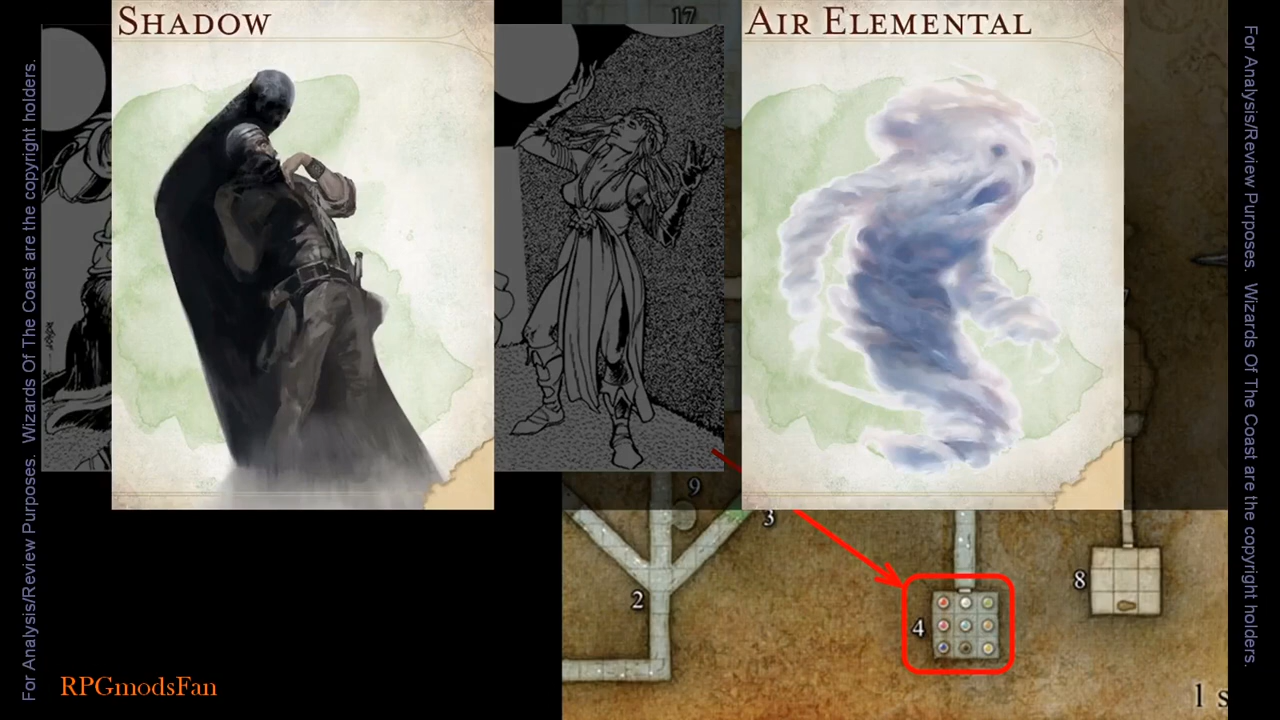 For Analysis/Review Purposes. Wizards Of The Coast are the copyright holders.
SHADOW
17
AIR ELEMENTAL
9
3
2
4
8
1 s
RPGmodsFan
For Analysis/Review Purposes. Wizards Of The Coast are the copyright holders.